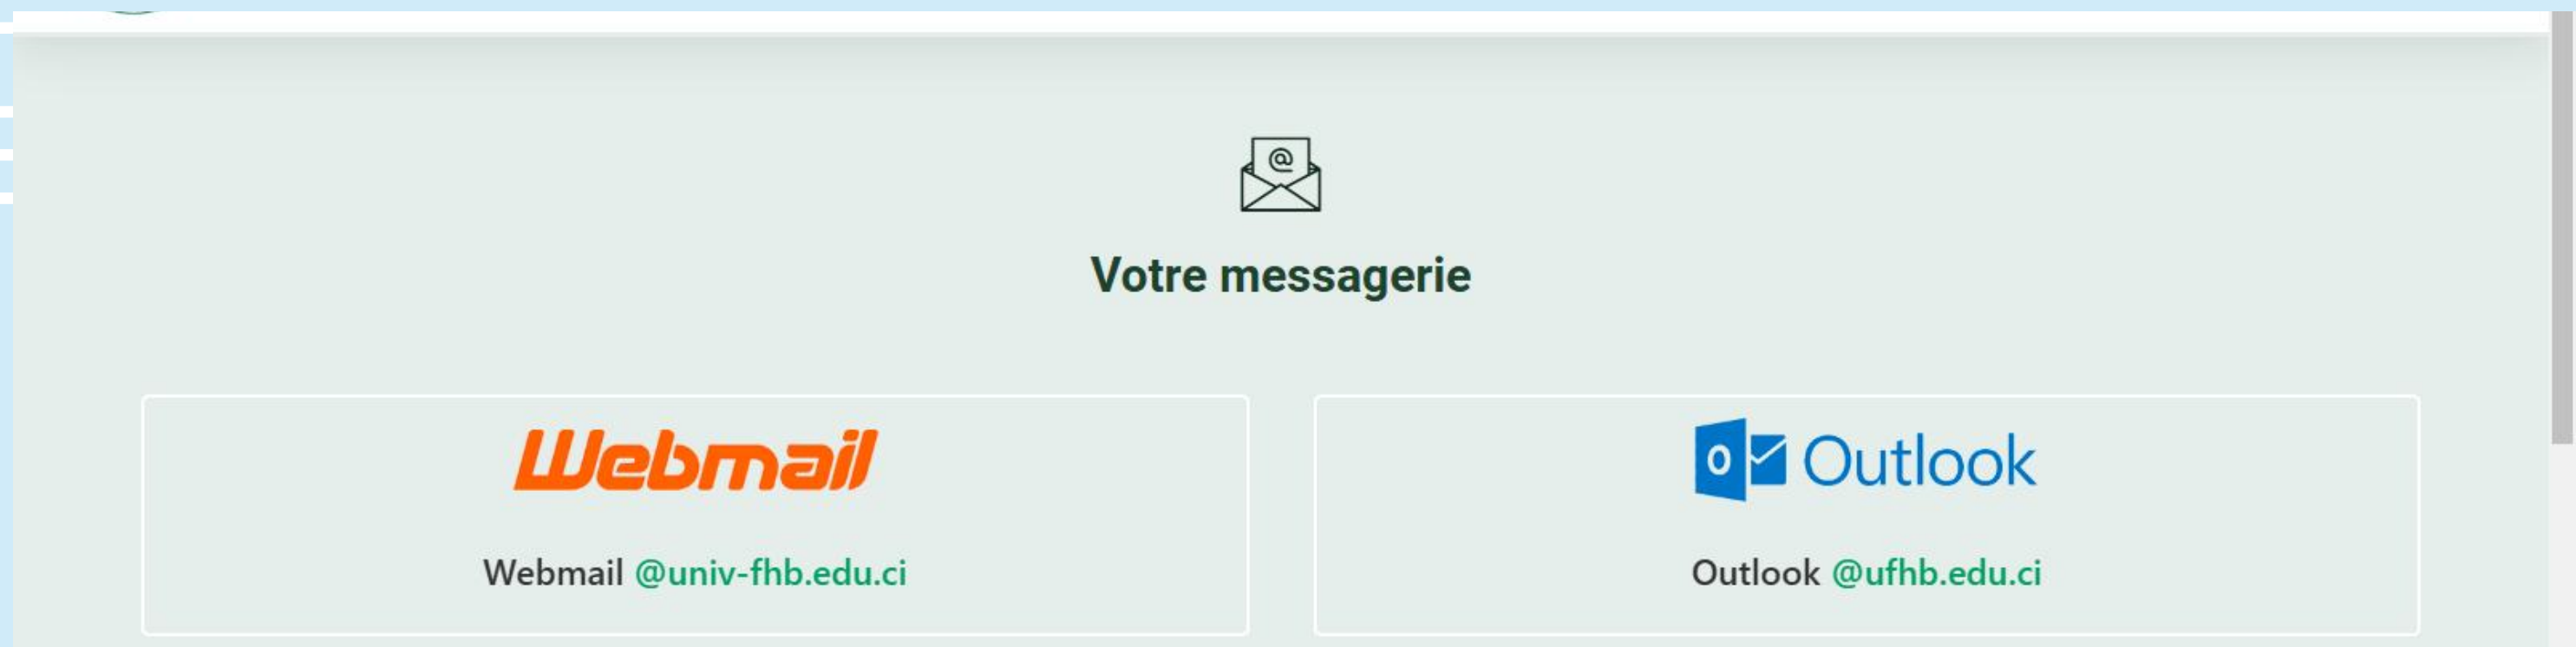 Votre messagerie
Webmail
Webmail @univ-fhb.edu.ci
Outlook
Outlook @ufhb.edu.ci